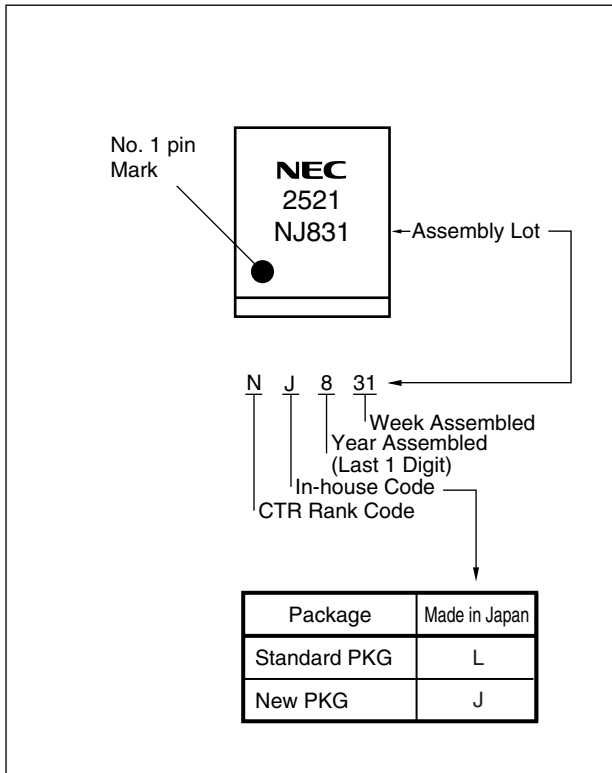 No. 1 pin
Mark
NEC
2521
NJ831
Assembly Lot
N J 8 31
Week Assembled
Year Assembled
(Last 1 Digit)
In-house Code
CTR Rank Code
Package Made in Japan
Standard PKG L
New PKG J